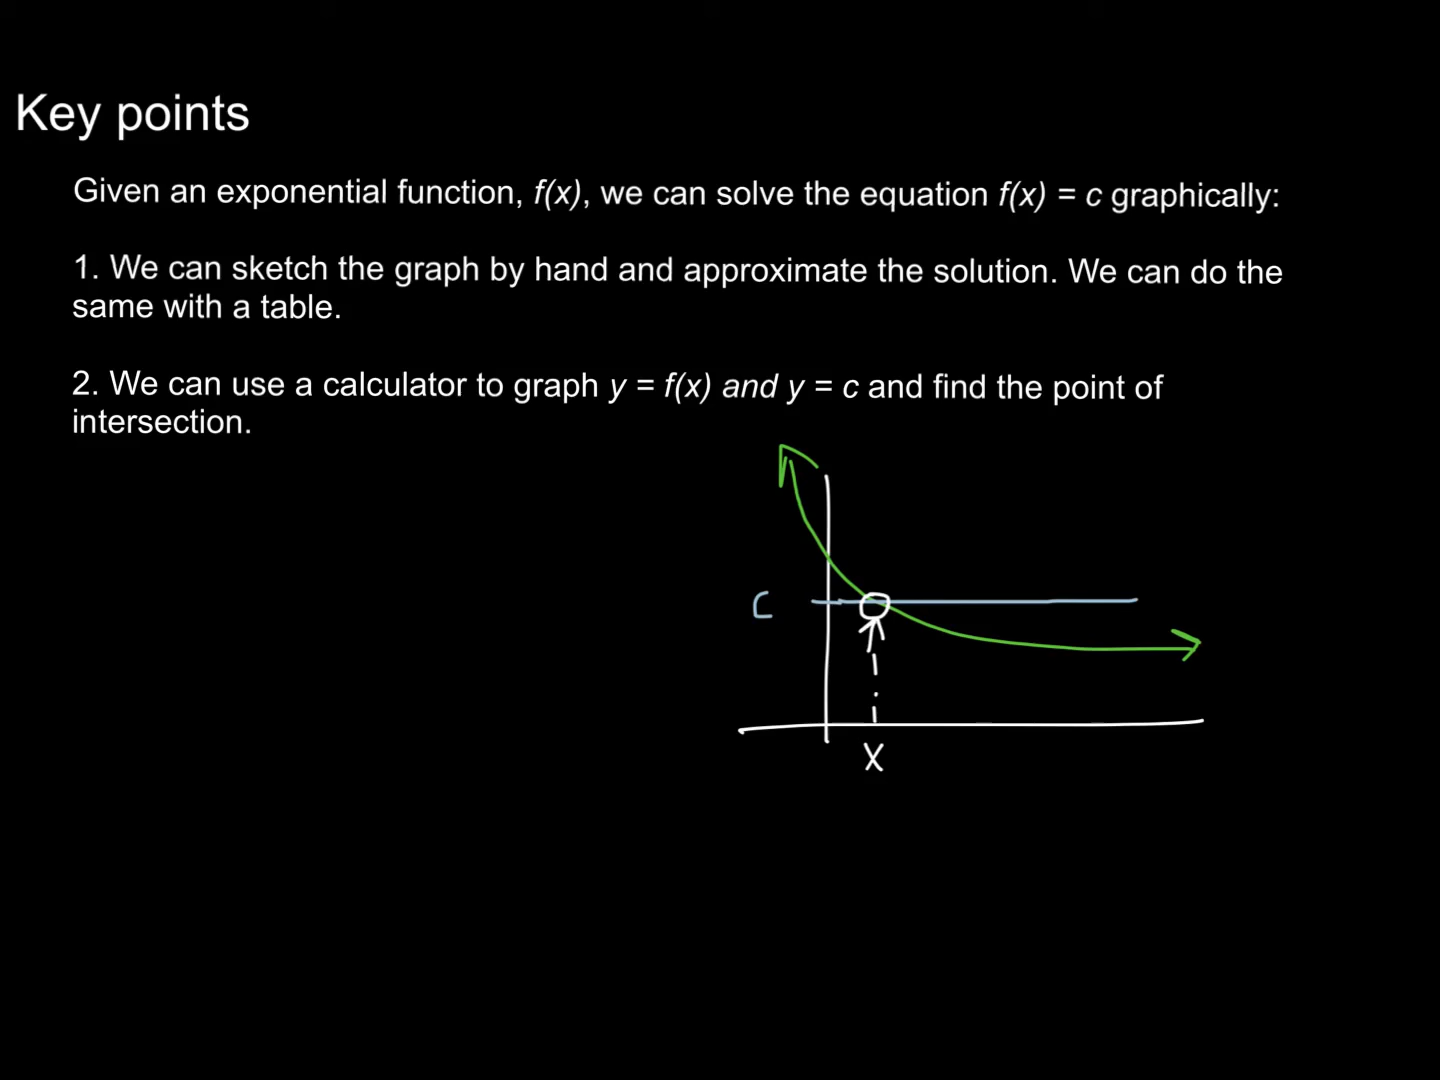 Key points
Given an exponential function, f(x), we can solve the equation f(x) = c graphically:
1. We can sketch the graph by hand and approximate the solution. We can do the
same with a table.
2. We can use a calculator to graph y = f(x) and y = c and find the point of
intersection.
C
X